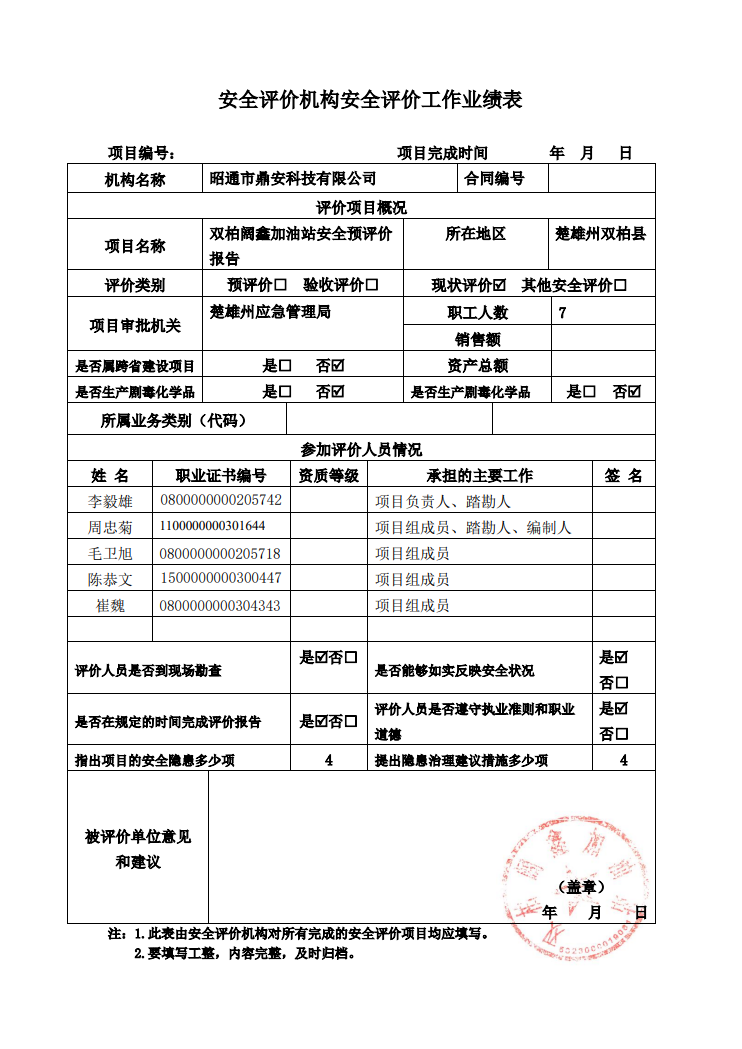 安全评价机构安全评价工作业绩表
项目编号： 项目完成时间 年 月 日
机构名称 昭通市鼎安科技有限公司 合同编号
评价项目概况
项目名称 双柏阔鑫加油站安全预评价报告 所在地区 楚雄州双柏县
评价类别 预评价☐ 验收评价☐ 现状评价☑ 其他安全评价☐
项目审批机关 楚雄州应急管理局 职工人数 7
销售额
是否属跨省建设项目 是☐ 否☑ 资产总额
是否生产剧毒化学品 是☐ 否☑ 是否生产剧毒化学品 是☐ 否☑
所属业务类别（代码）
参加评价人员情况
姓 名 职业证书编号 资质等级 承担的主要工作 签 名
李毅雄 0800000000205742 项目负责人、踏勘人
周忠菊 1100000000301644 项目组成员、踏勘人、编制人
毛卫旭 0800000000205718 项目组成员
陈恭文 1500000000300447 项目组成员
崔魏 0800000000304343 项目组成员
评价人员是否到现场勘查 是☑否☐ 是否能够如实反映安全状况 是☑ 否☐
是否在规定的时间完成评价报告 是☑否☐ 评价人员是否遵守执业准则和职业道德 是☑ 否☐
指出项目的安全隐患多少项 4 提出隐患治理建议措施多少项 4
被评价单位意见
和建议
（盖章）
年 月 日
注：1.此表由安全评价机构对所有完成的安全评价项目均应填写。
2.要填写工整，内容完整，及时归档。